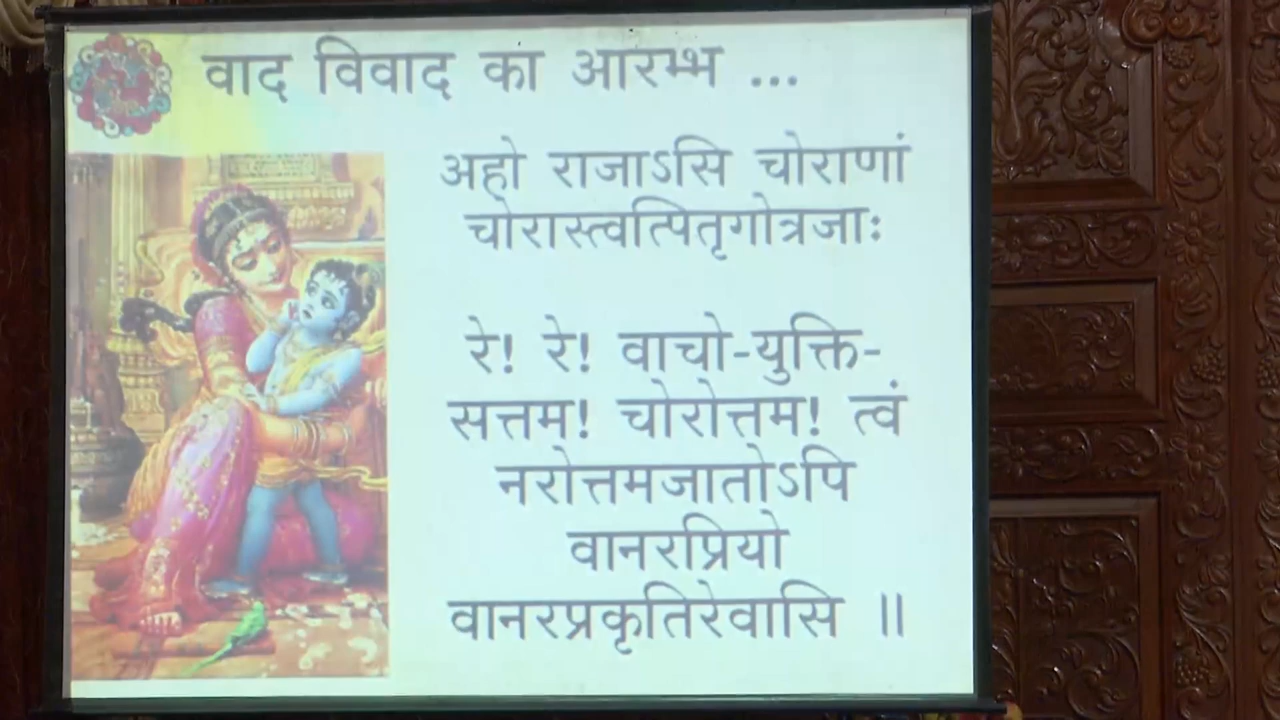 वाद विवाद का आरम्भ ...
अहो राजाऽसि चोराणां
चोरास्त्वत्पितृगोत्रजाः
रे! रे! वाचो-युक्ति-
सत्तम! चोरोत्तम! त्वं
नरोत्तमजातोऽपि
वानरप्रियो
वानरप्रकृतिरेवासि ॥